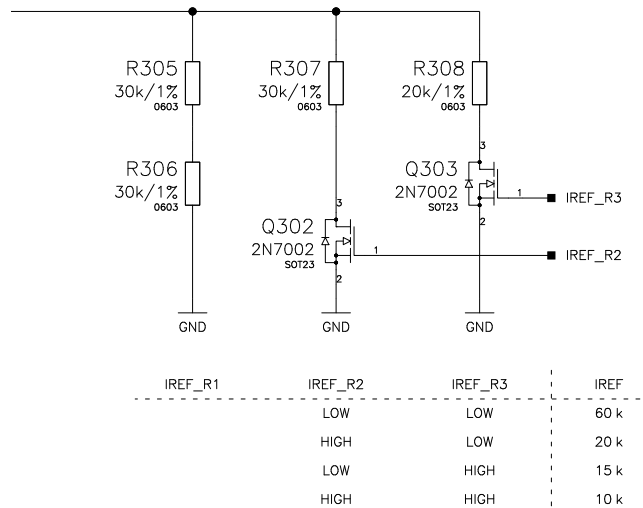 R305 R307 R308
30k/1% 30k/1% 20k/1%
0603 0603 0603
3
R306 Q303
30k/1% 2N7002 1 IREF_R3
0603 SOT23
3
2
Q302
2N7002 1 IREF_R2
SOT23
2
GND GND GND
IREF_R1 IREF_R2 IREF_R3 IREF
LOW LOW 60 k
HIGH LOW 20 k
LOW HIGH 15 k
HIGH HIGH 10 k